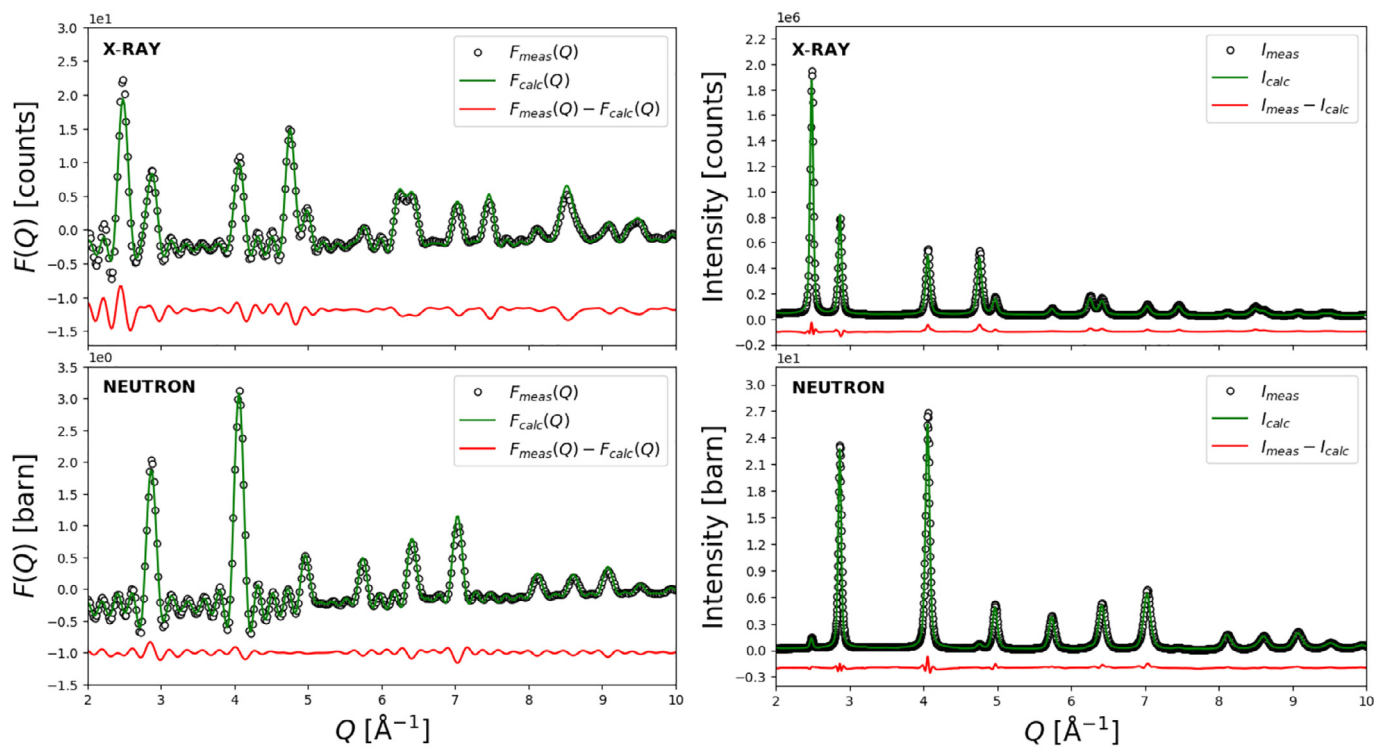 1e1
X-RAY
F_meas(Q)
F_calc(Q)
F_meas(Q) − F_calc(Q)
F(Q) [counts]
3.0
2.5
2.0
1.5
1.0
0.5
0.0
−0.5
−1.0
−1.5
1e6
X-RAY
I_meas
I_calc
I_meas − I_calc
Intensity [counts]
2.2
2.0
1.8
1.6
1.4
1.2
1.0
0.8
0.6
0.4
0.2
0.0
−0.2
1e0
NEUTRON
F_meas(Q)
F_calc(Q)
F_meas(Q) − F_calc(Q)
F(Q) [barn]
3.5
3.0
2.5
2.0
1.5
1.0
0.5
0.0
−0.5
−1.0
−1.5
2 3 4 5 6 7 8 9 10
Q [Å⁻¹]
1e1
NEUTRON
I_meas
I_calc
I_meas − I_calc
Intensity [barn]
3.0
2.7
2.4
2.1
1.8
1.5
1.2
0.9
0.6
0.3
0.0
−0.3
2 3 4 5 6 7 8 9 10
Q [Å⁻¹]